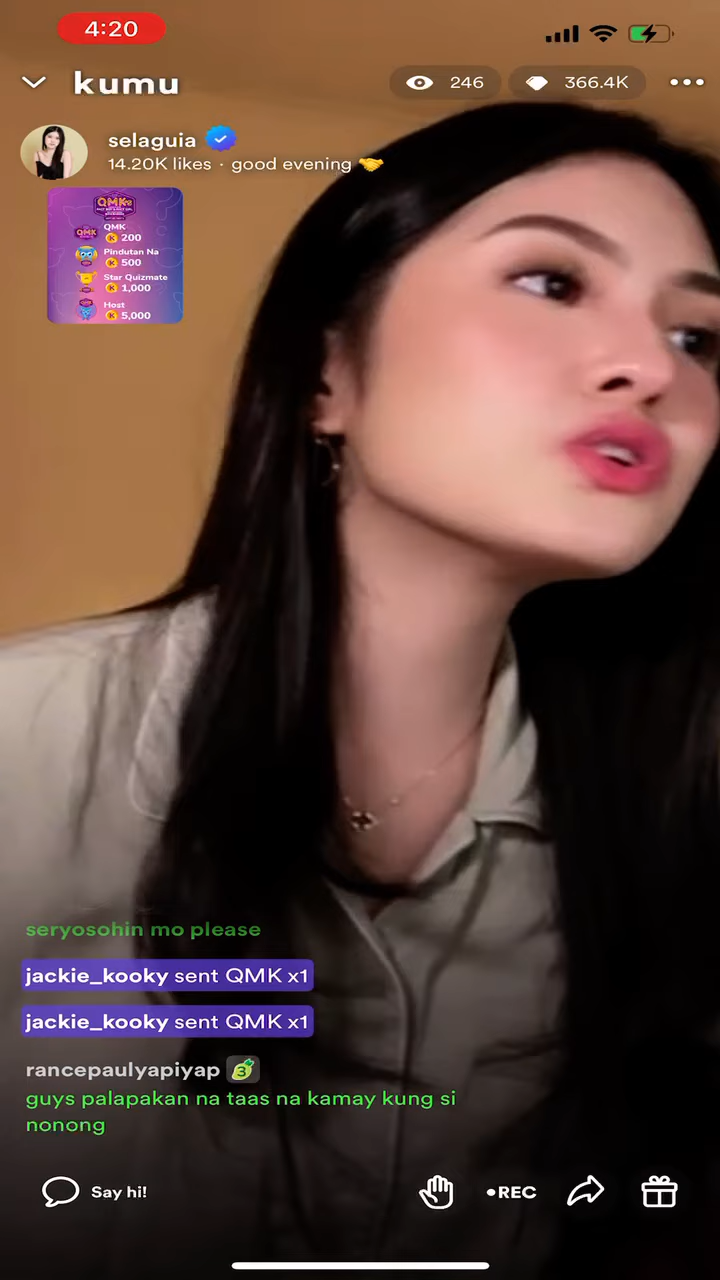 4:20
kumu
246
366.4K
selaguia
14.20K likes · good evening 🤝
QMKs
QMK
200
Pindutan Na
500
Star Quizmate
1,000
Host
5,000
seryosohin mo please
jackie_kooky sent QMK x1
jackie_kooky sent QMK x1
rancepaulyapiyap 3
guys palapakan na taas na kamay kung si
nonong
Say hi!
•REC